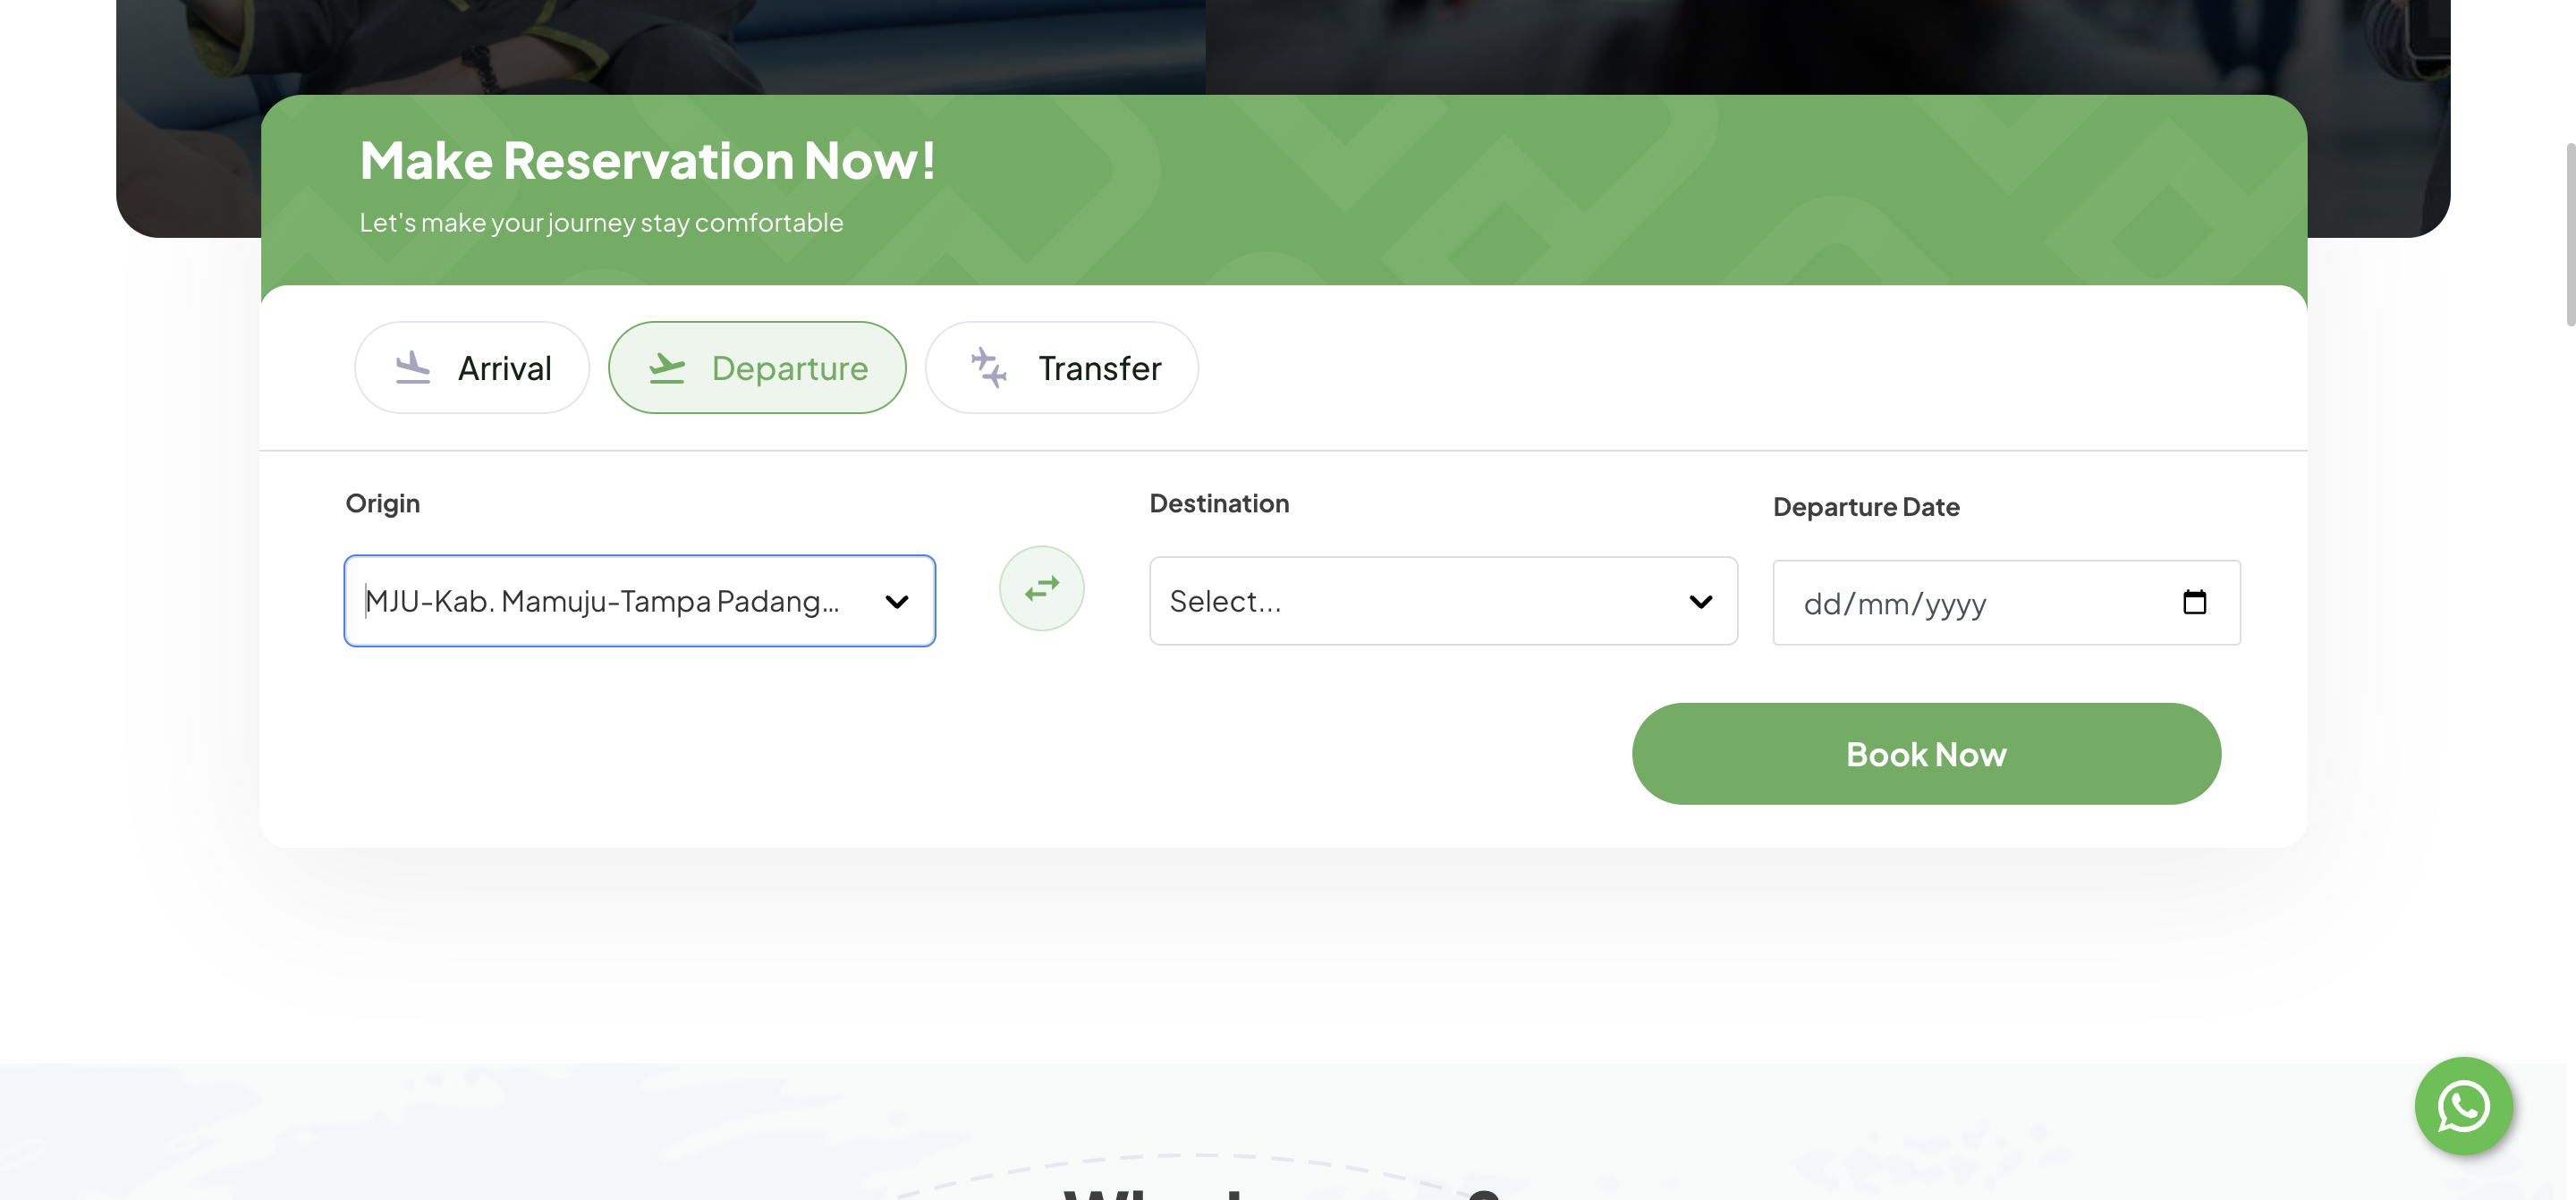 Make Reservation Now!
Let's make your journey stay comfortable
Arrival
Departure
Transfer
Origin
Destination
Departure Date
MJU-Kab. Mamuju-Tampa Padang...
Select...
dd/mm/yyyy
Book Now